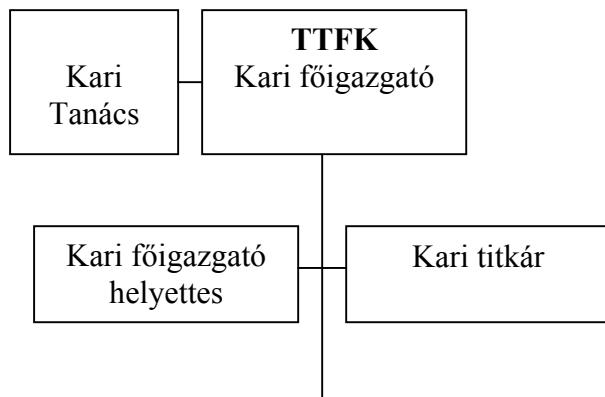 Kari
Tanács
TTFK
Kari főigazgató
Kari főigazgató
helyettes
Kari titkár